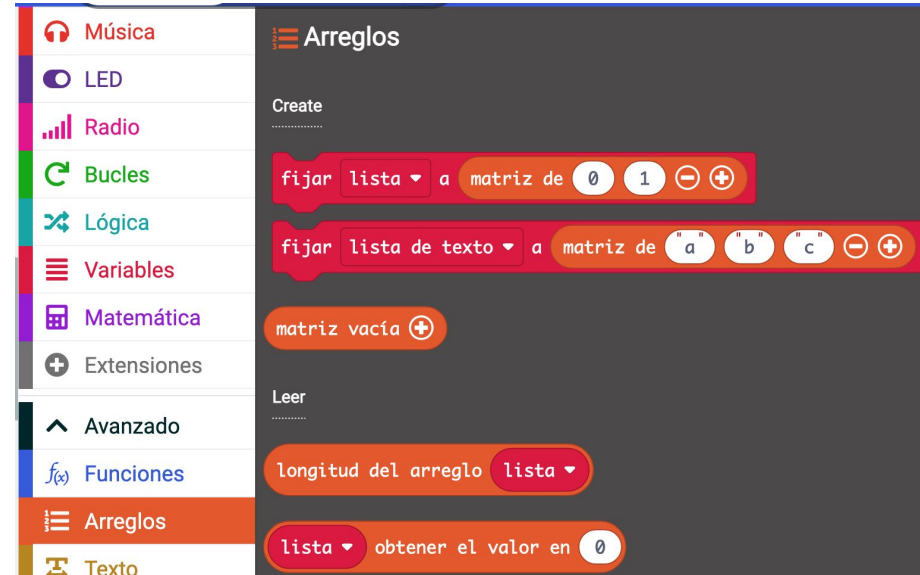 Música
LED
Radio
Bucles
Lógica
Variables
Matemática
Extensiones
Avanzado
f(x) Funciones
Arreglos
Texto
Arreglos
Create
fijar lista a matriz de 0 1
fijar lista de texto a matriz de "a" "b" "c"
matriz vacía
Leer
longitud del arreglo lista
lista obtener el valor en 0